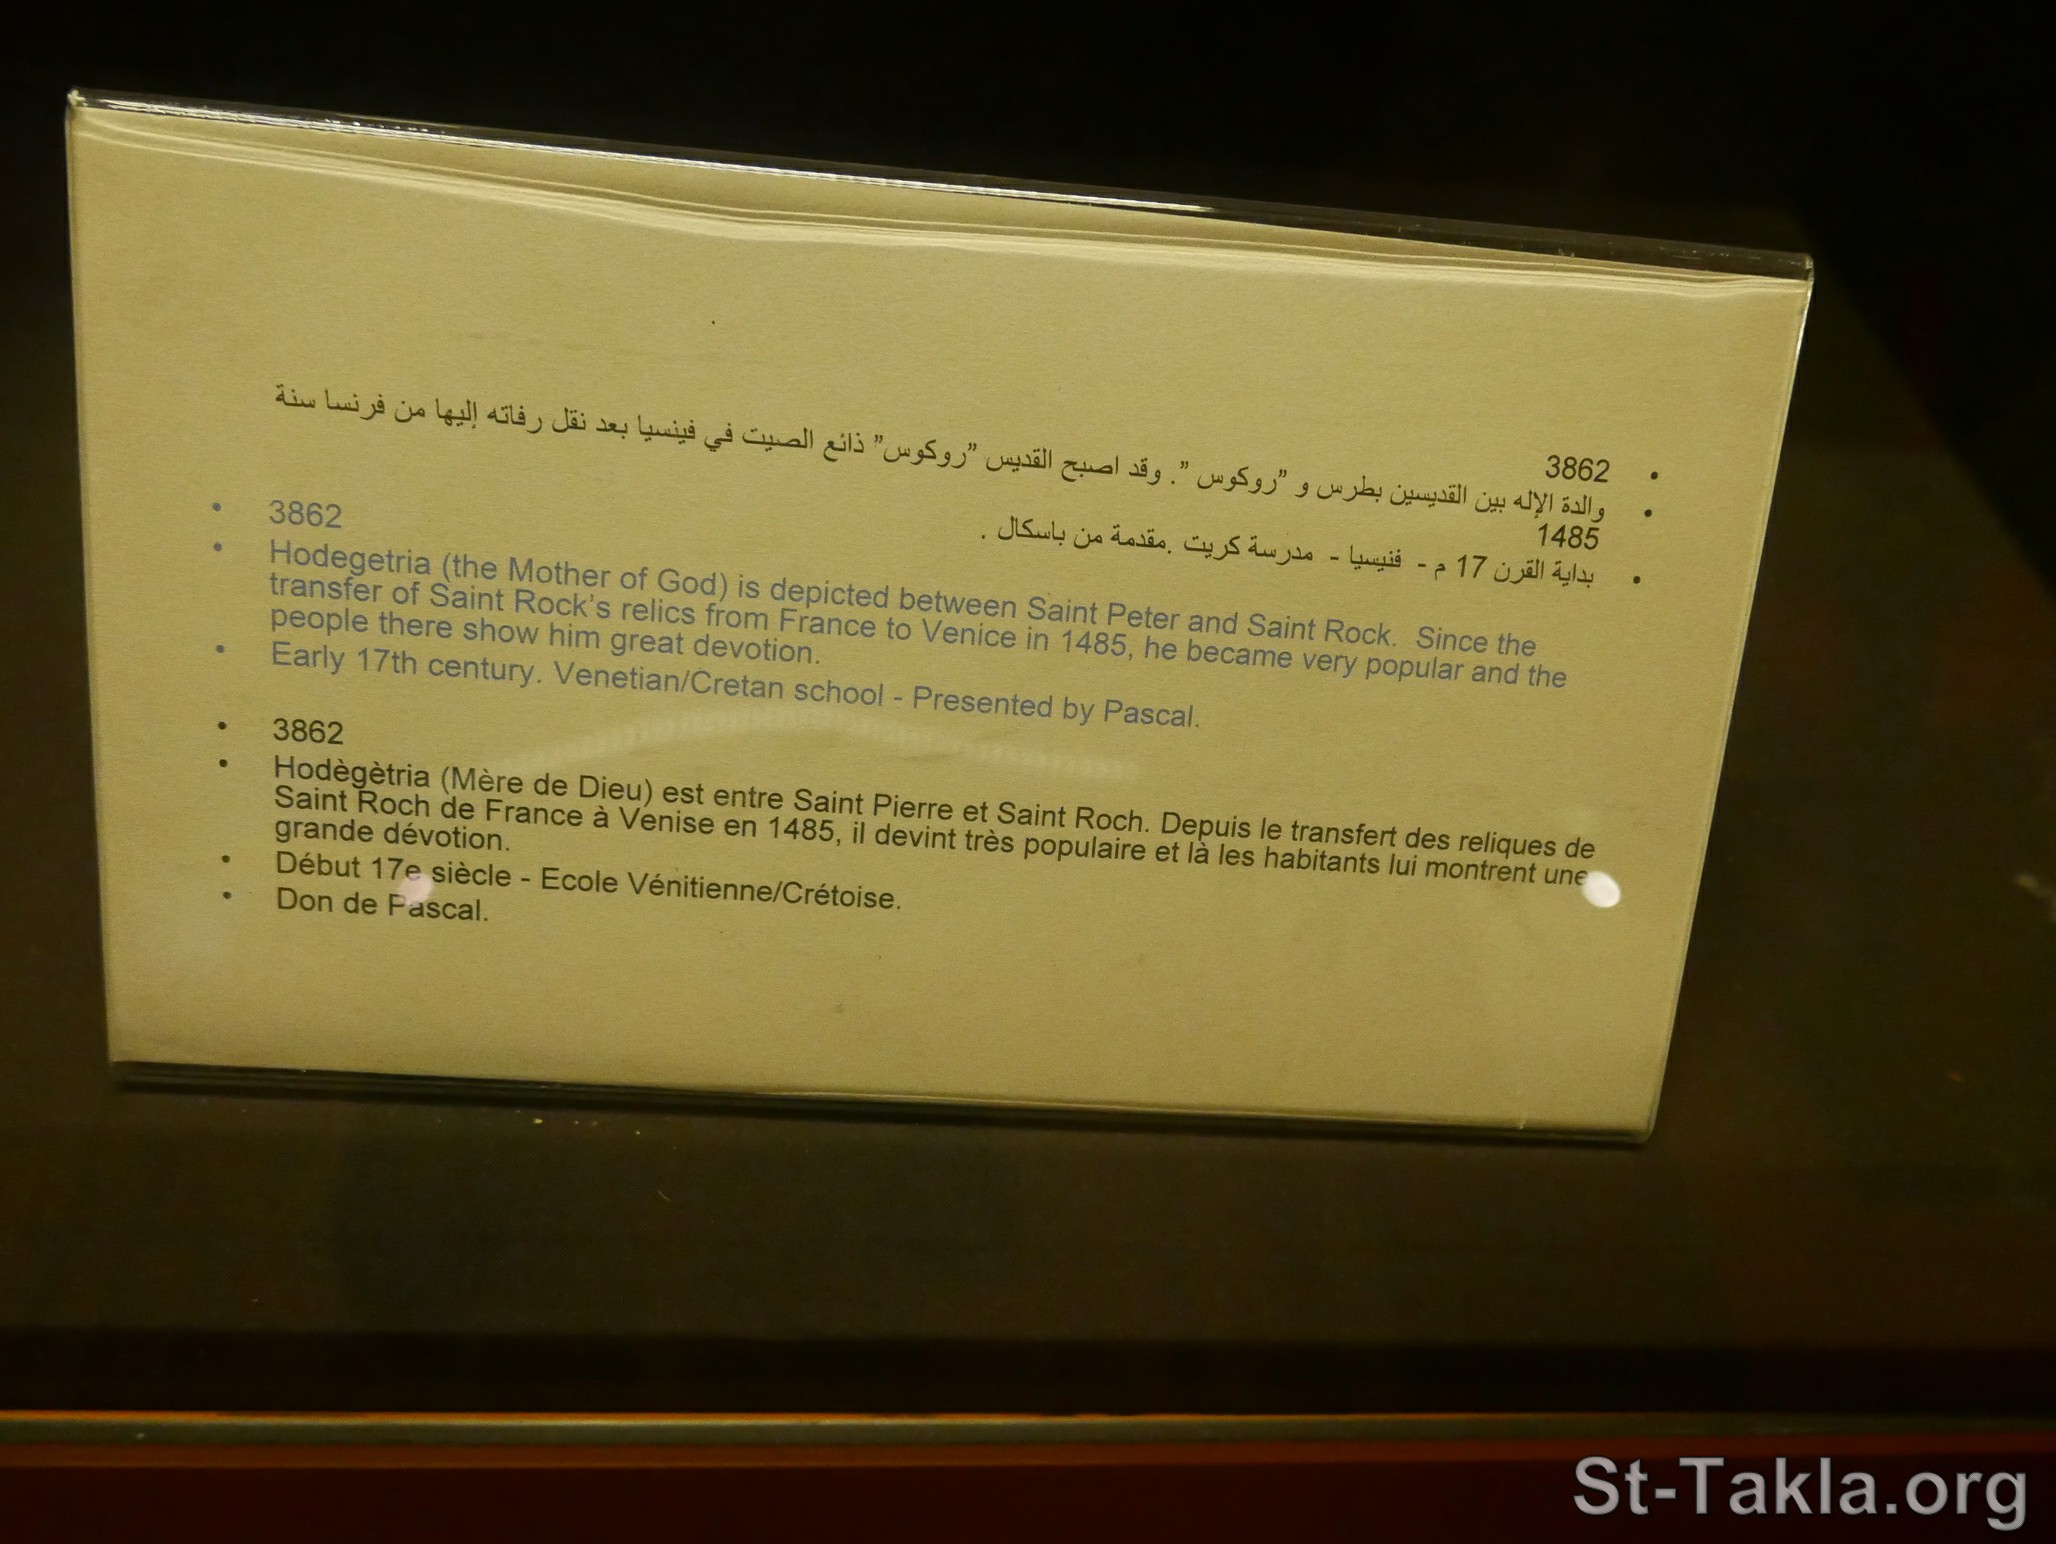 3862
والدة الإله بين القديسين بطرس و "روكوس ". وقد اصبح القديس "روكوس" ذائع الصيت في فينسيا بعد نقل رفاته إليها من فرنسا سنة
1485
بداية القرن 17 م - فنيسيا - مدرسة كريت .مقدمة من باسكال .
3862
Hodegetria (the Mother of God) is depicted between Saint Peter and Saint Rock. Since the
transfer of Saint Rock's relics from France to Venice in 1485, he became very popular and the
people there show him great devotion.
Early 17th century. Venetian/Cretan school - Presented by Pascal.
3862
Hodègètria (Mère de Dieu) est entre Saint Pierre et Saint Roch. Depuis le transfert des reliques de
Saint Roch de France à Venise en 1485, il devint très populaire et là les habitants lui montrent une
grande dévotion.
Début 17e siècle - Ecole Vénitienne/Crétoise.
Don de Pascal.
St-Takla.org